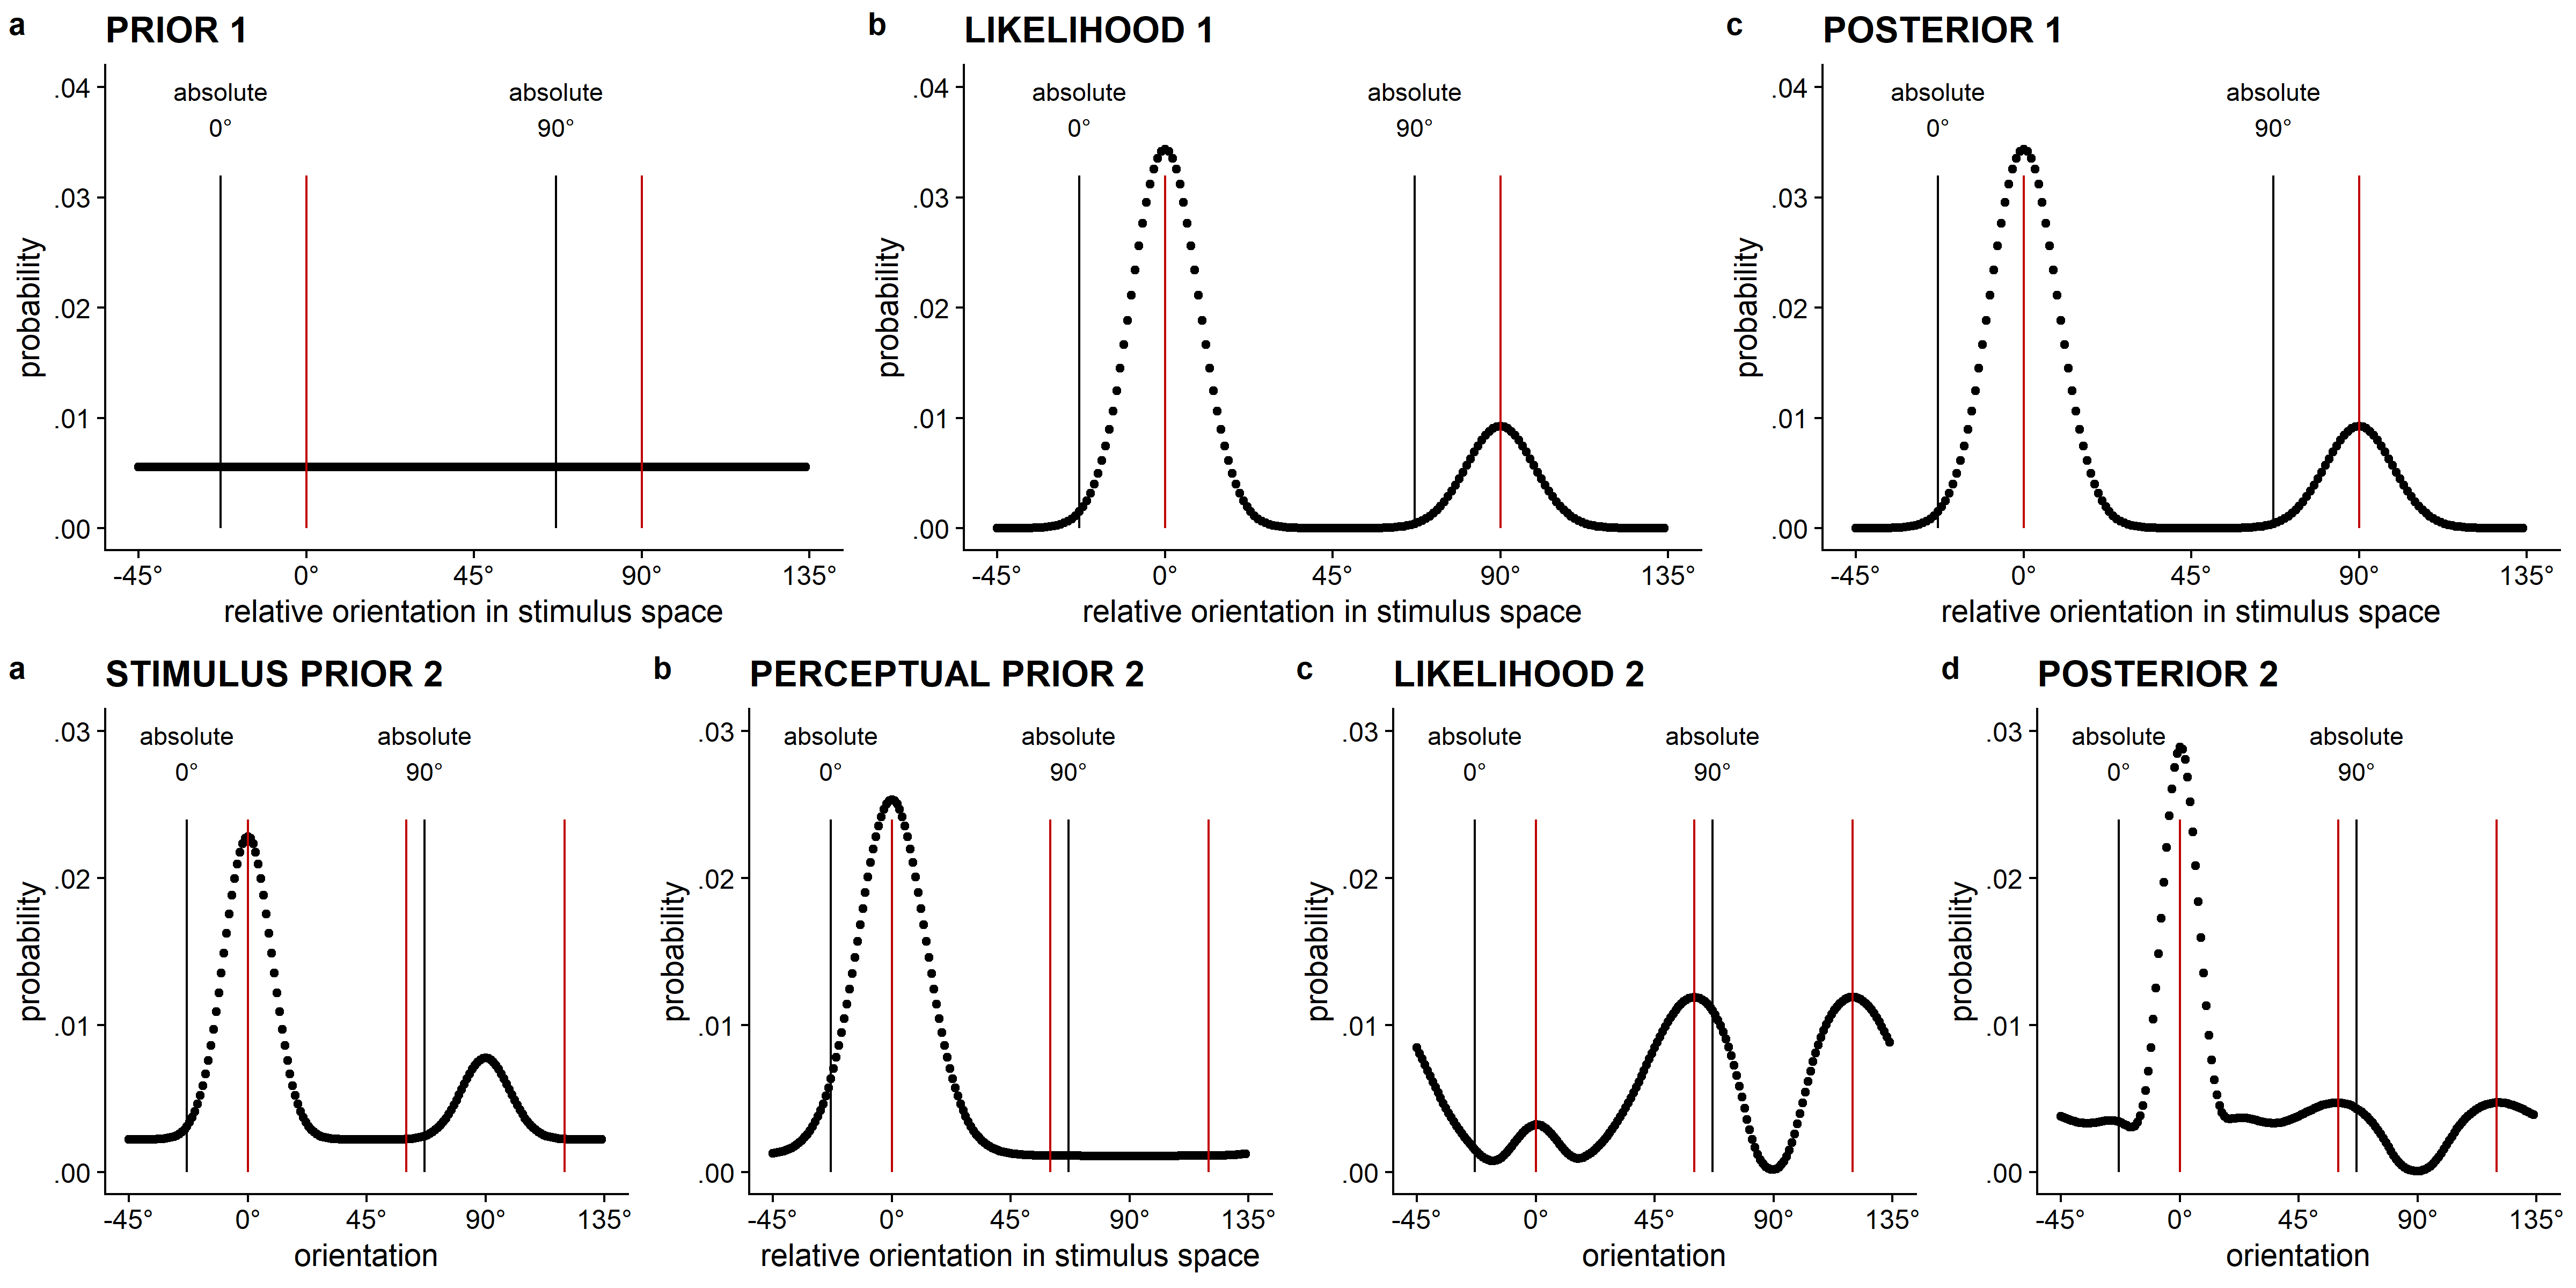 a PRIOR 1
absolute 0°
absolute 90°
.04
.03
.02
.01
.00
probability
-45° 0° 45° 90° 135°
relative orientation in stimulus space
b LIKELIHOOD 1
absolute 0°
absolute 90°
.04
.03
.02
.01
.00
probability
-45° 0° 45° 90° 135°
relative orientation in stimulus space
c POSTERIOR 1
absolute 0°
absolute 90°
.04
.03
.02
.01
.00
probability
-45° 0° 45° 90° 135°
relative orientation in stimulus space
a STIMULUS PRIOR 2
absolute 0°
absolute 90°
.03
.02
.01
.00
probability
-45° 0° 45° 90° 135°
orientation
b PERCEPTUAL PRIOR 2
absolute 0°
absolute 90°
.03
.02
.01
.00
probability
-45° 0° 45° 90° 135°
relative orientation in stimulus space
c LIKELIHOOD 2
absolute 0°
absolute 90°
.03
.02
.01
.00
probability
-45° 0° 45° 90° 135°
orientation
d POSTERIOR 2
absolute 0°
absolute 90°
.03
.02
.01
.00
probability
-45° 0° 45° 90° 135°
orientation